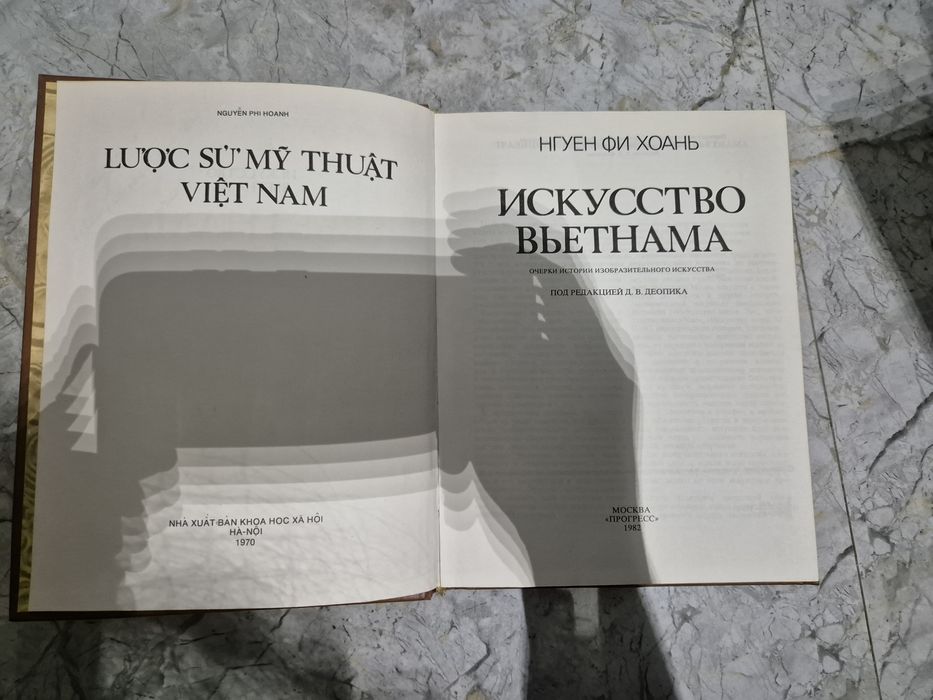 NGUYỄN PHI HOANH
LƯỢC SỬ MỸ THUẬT
VIỆT NAM
NHÀ XUẤT BẢN KHOA HỌC XÃ HỘI
HÀ-NỘI
1970
НГУЕН ФИ ХОАНЬ
ИСКУССТВО
ВЬЕТНАМА
ОЧЕРКИ ИСТОРИИ ИЗОБРАЗИТЕЛЬНОГО ИСКУССТВА
ПОД РЕДАКЦИЕЙ Д. В. ДЕОПИКА
МОСКВА
«ПРОГРЕСС»
1982